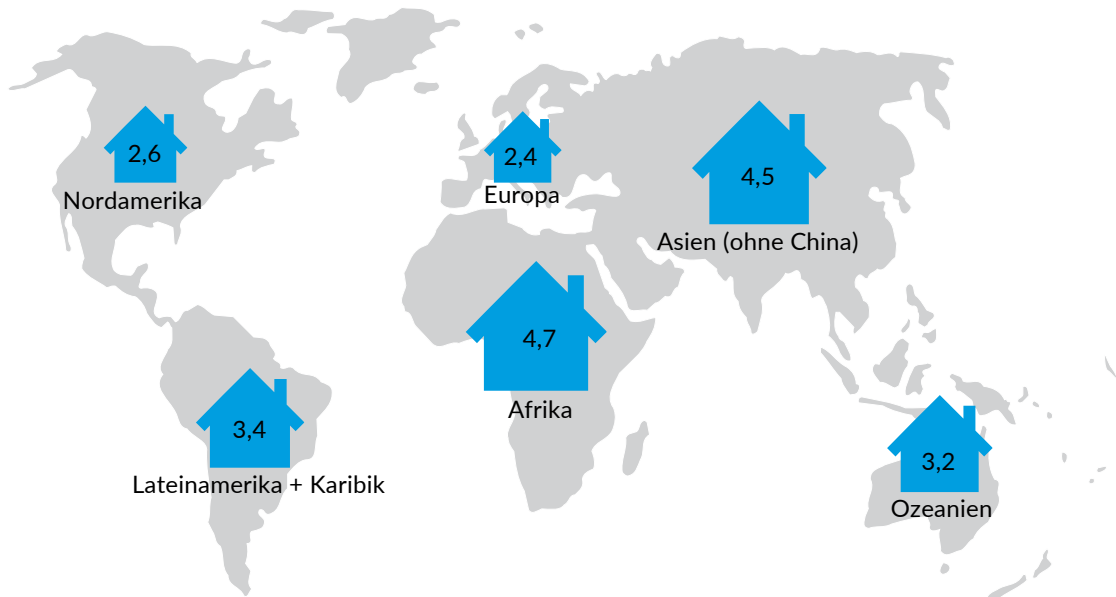 2,6
Nordamerika
2,4
Europa
4,5
Asien (ohne China)
4,7
Afrika
3,4
Lateinamerika + Karibik
3,2
Ozeanien